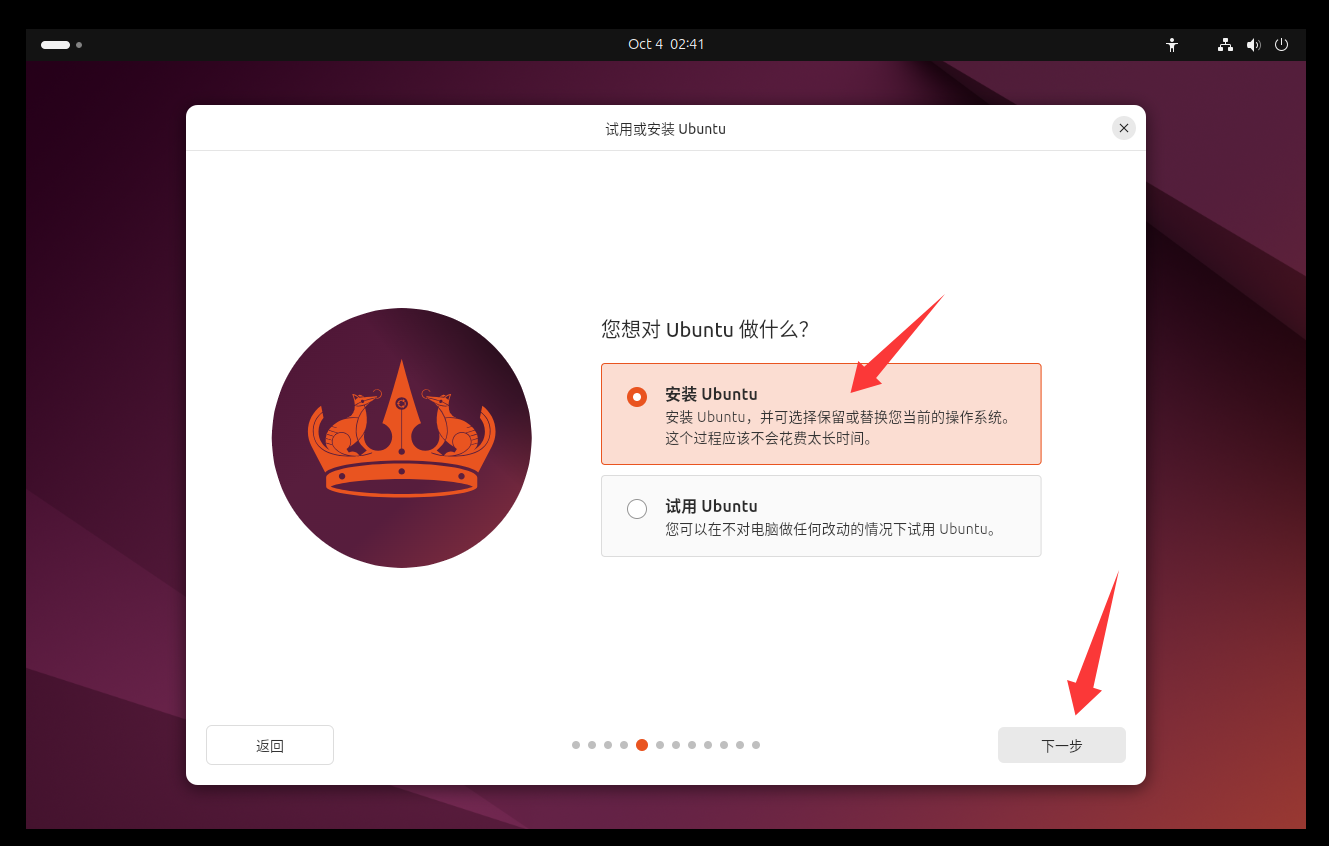 Oct 4 02:41
试用或安装 Ubuntu
您想对 Ubuntu 做什么？
安装 Ubuntu
安装 Ubuntu，并可选择保留或替换您当前的操作系统。
这个过程应该不会花费太长时间。
试用 Ubuntu
您可以在不对电脑做任何改动的情况下试用 Ubuntu。
返回
下一步